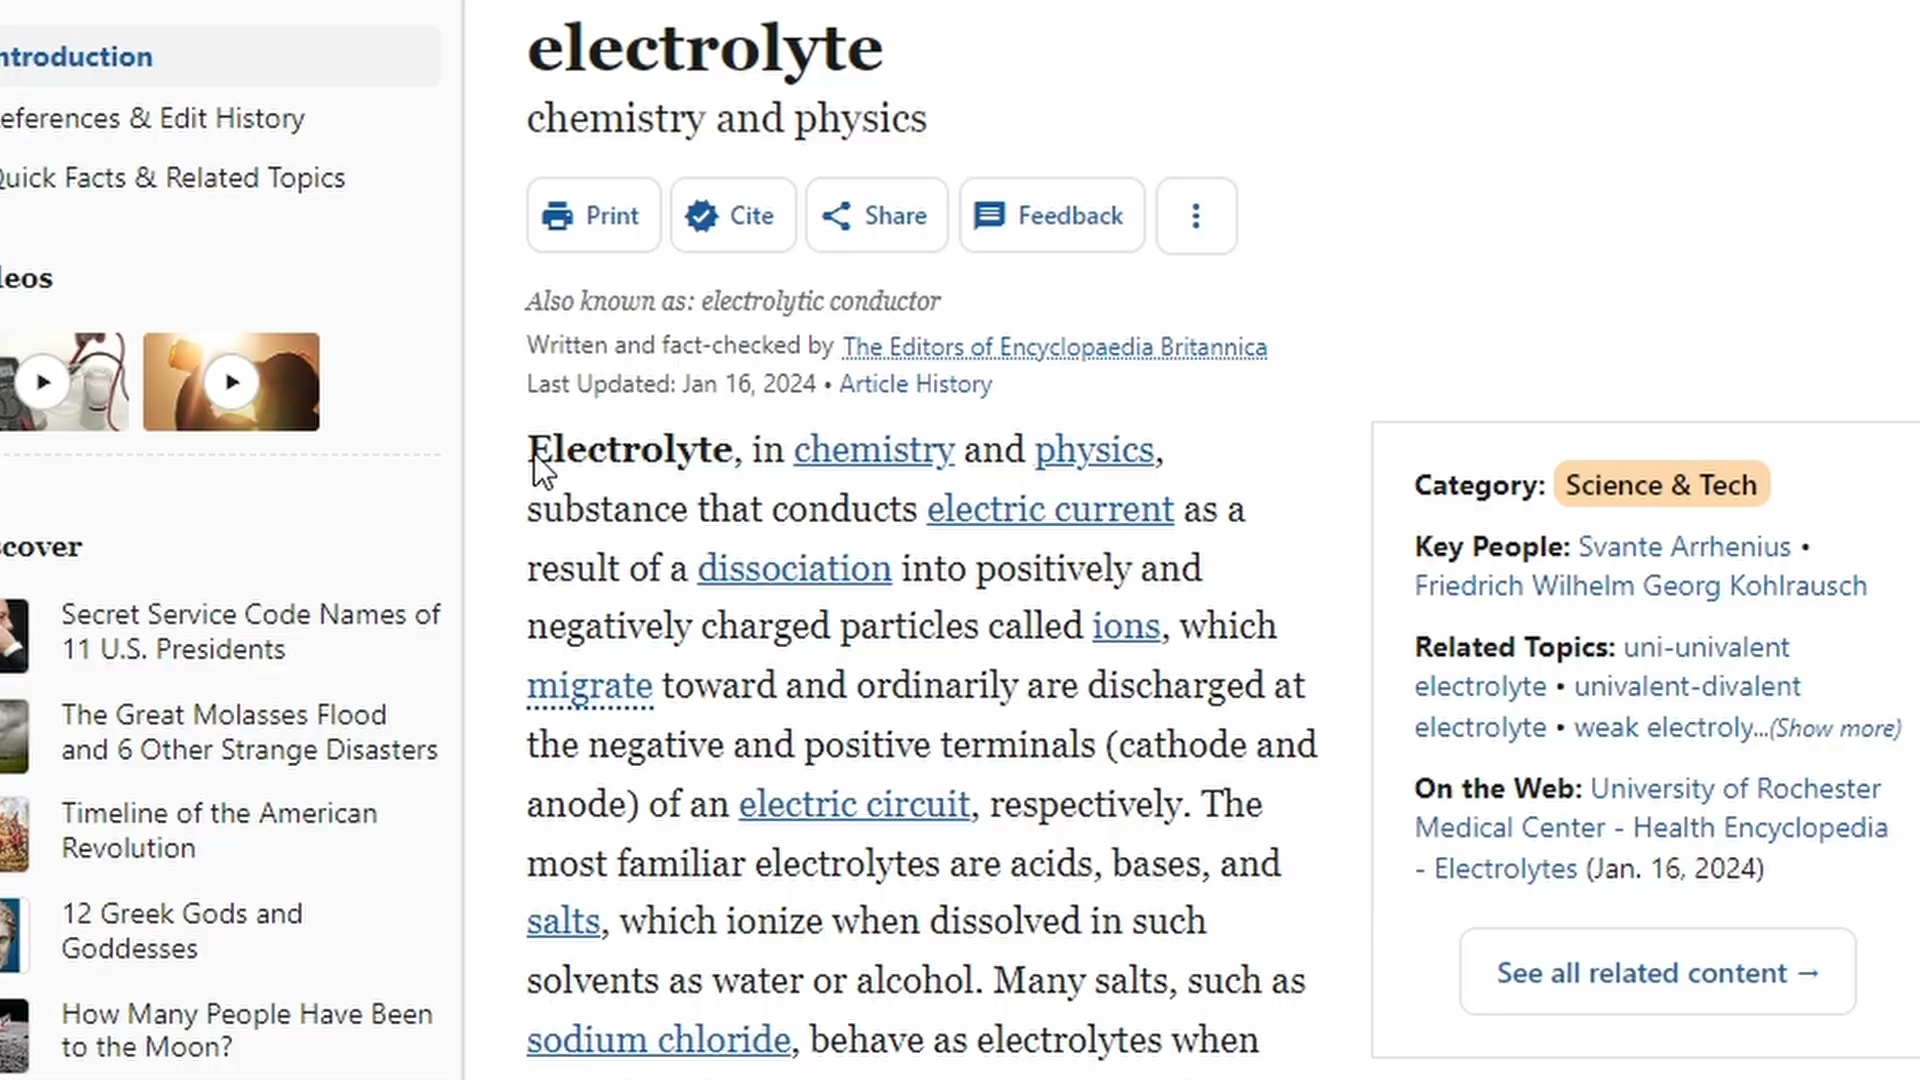 ntroduction
eferences & Edit History
Quick Facts & Related Topics
leos
scover
Secret Service Code Names of
11 U.S. Presidents
The Great Molasses Flood
and 6 Other Strange Disasters
Timeline of the American
Revolution
12 Greek Gods and
Goddesses
How Many People Have Been
to the Moon?
electrolyte
chemistry and physics
Print
Cite
Share
Feedback
Also known as: electrolytic conductor
Written and fact-checked by The Editors of Encyclopaedia Britannica
Last Updated: Jan 16, 2024 • Article History
Electrolyte, in chemistry and physics,
substance that conducts electric current as a
result of a dissociation into positively and
negatively charged particles called ions, which
migrate toward and ordinarily are discharged at
the negative and positive terminals (cathode and
anode) of an electric circuit, respectively. The
most familiar electrolytes are acids, bases, and
salts, which ionize when dissolved in such
solvents as water or alcohol. Many salts, such as
sodium chloride, behave as electrolytes when
Category: Science & Tech
Key People: Svante Arrhenius •
Friedrich Wilhelm Georg Kohlrausch
Related Topics: uni-univalent
electrolyte • univalent-divalent
electrolyte • weak electroly...(Show more)
On the Web: University of Rochester
Medical Center - Health Encyclopedia
- Electrolytes (Jan. 16, 2024)
See all related content →